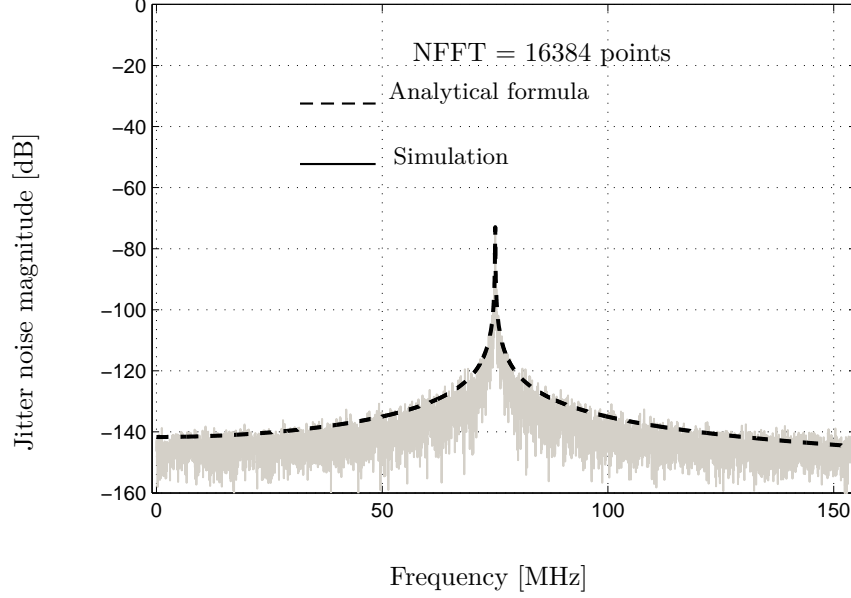 0
NFFT = 16384 points
−20
Analytical formula
−40
Simulation
−60
−80
−100
−120
−140
−160
0
50
100
150
Jitter noise magnitude [dB]
Frequency [MHz]